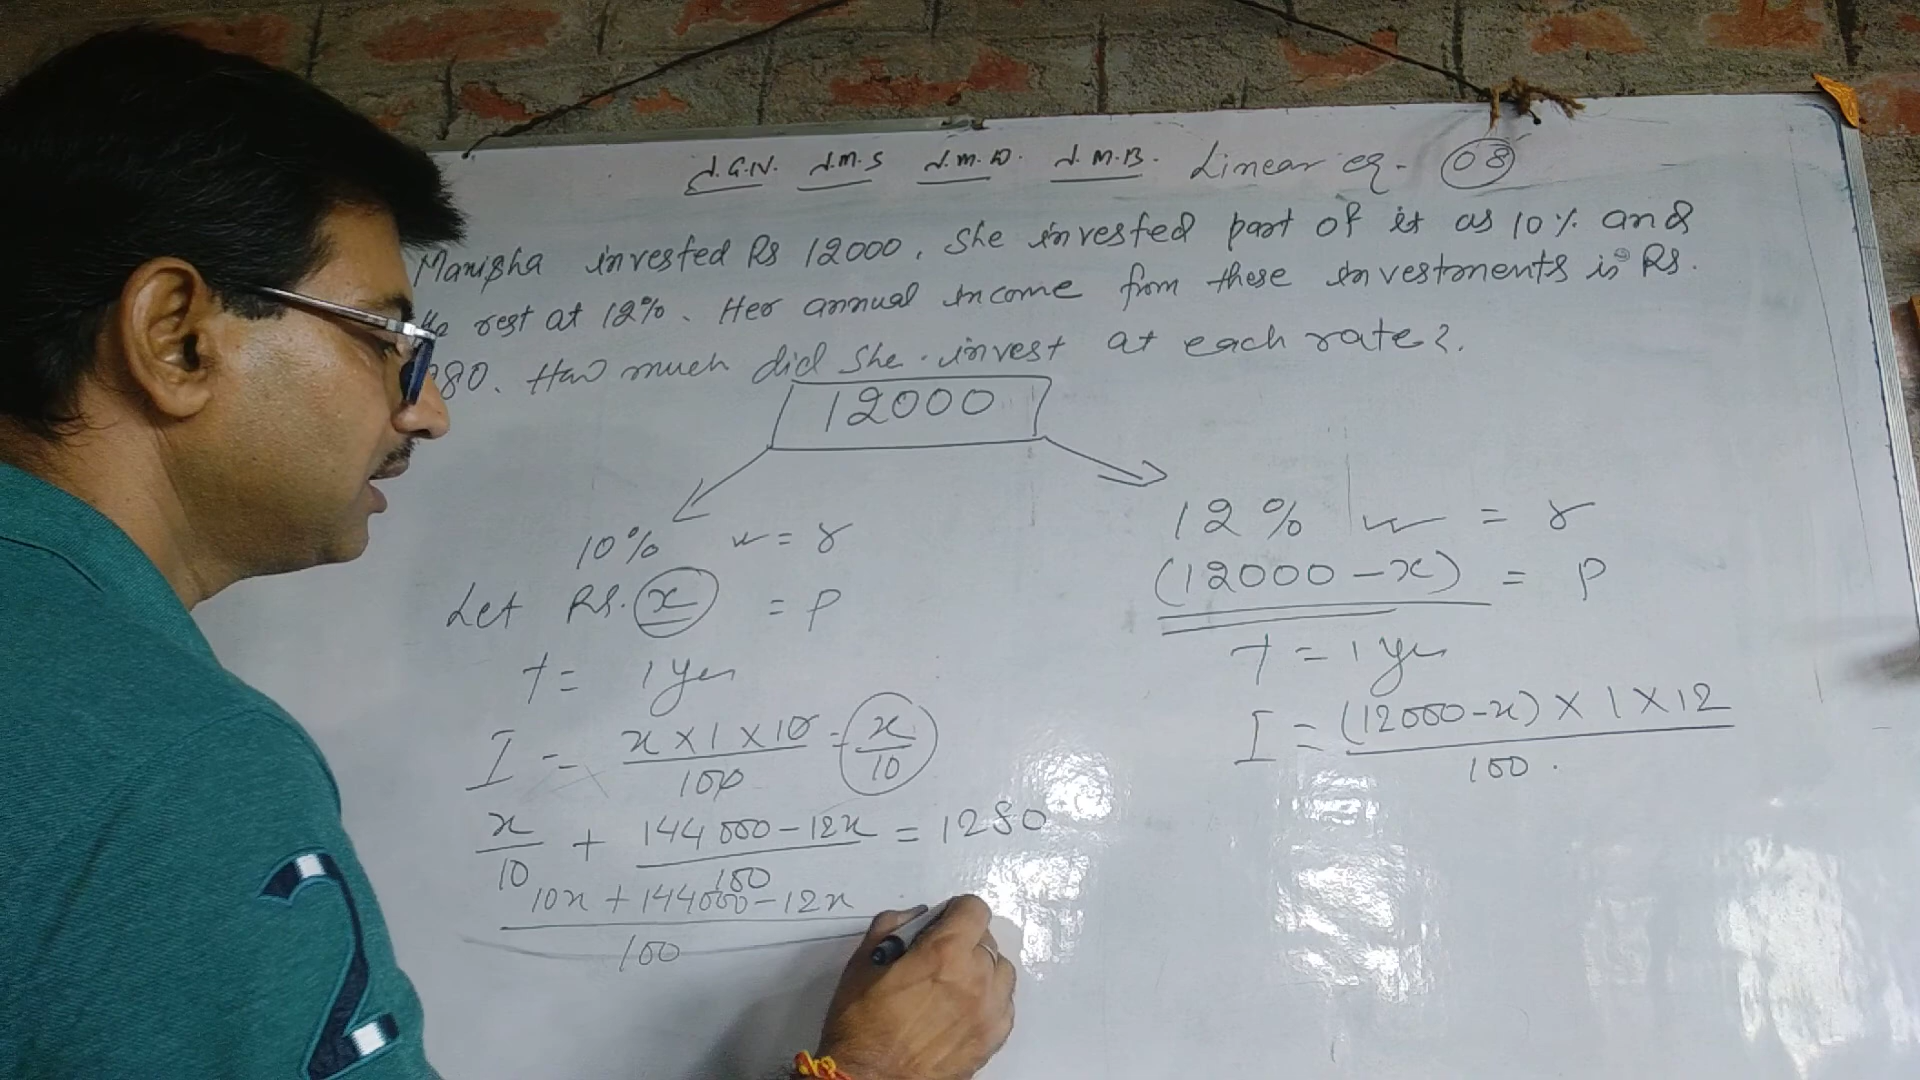 J.G.N. J.M.S J.M.D. J.M.B. Linear eq- 08
Manisha invested Rs 12000. She invested part of it as 10% and
rest at 12%. Her annual income from these investments is Rs.
80. How much did she invest at each rate?
12000
10% = r
Let Rs. x = P
t = 1 year
I = x×1×10/100 = x/10
12% = r
(12000-x) = P
t = 1 yr
I = (12000-x)×1×12/100.
x/10 + 144000-12x/100 = 1280
10x+144000-12x/100
2